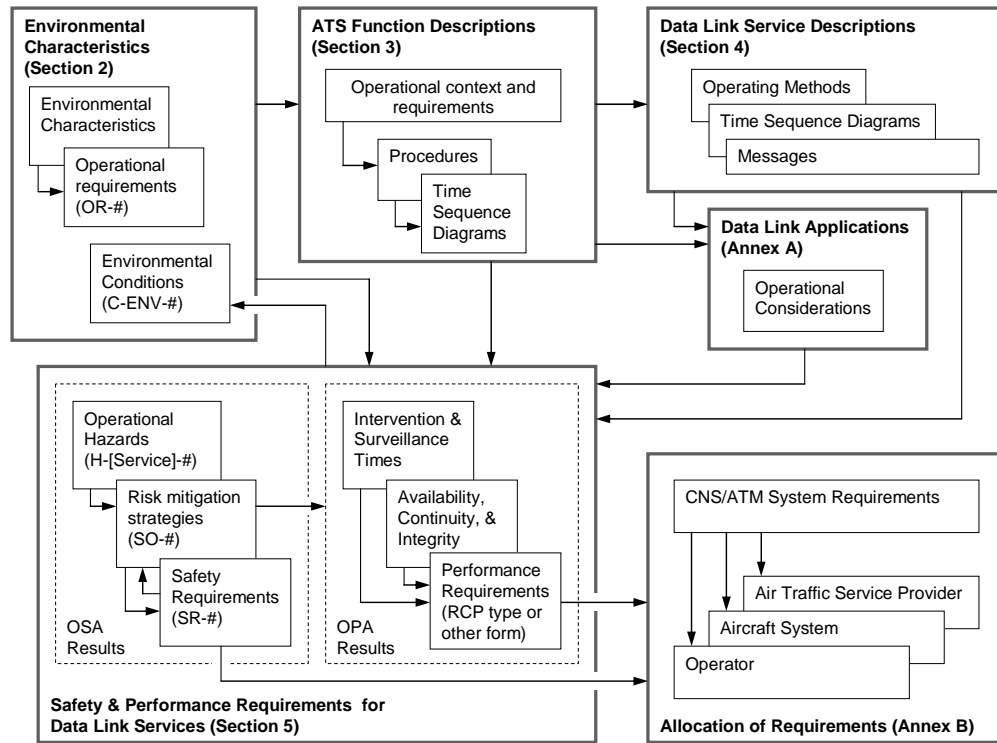 Environmental
Characteristics
(Section 2)
Environmental
Characteristics
Operational
requirements
(OR-#)
Environmental
Conditions
(C-ENV-#)
ATS Function Descriptions
(Section 3)
Operational context and
requirements
Procedures
Time
Sequence
Diagrams
Data Link Service Descriptions
(Section 4)
Operating Methods
Time Sequence Diagrams
Messages
Data Link Applications
(Annex A)
Operational
Considerations
Operational
Hazards
(H-[Service]-#)
Risk mitigation
strategies
(SO-#)
Safety
Requirements
(SR-#)
OSA
Results
Intervention &
Surveillance
Times
Availability,
Continuity, &
Integrity
Performance
Requirements
(RCP type or
other form)
OPA
Results
Safety & Performance Requirements for
Data Link Services (Section 5)
CNS/ATM System Requirements
Air Traffic Service Provider
Aircraft System
Operator
Allocation of Requirements (Annex B)